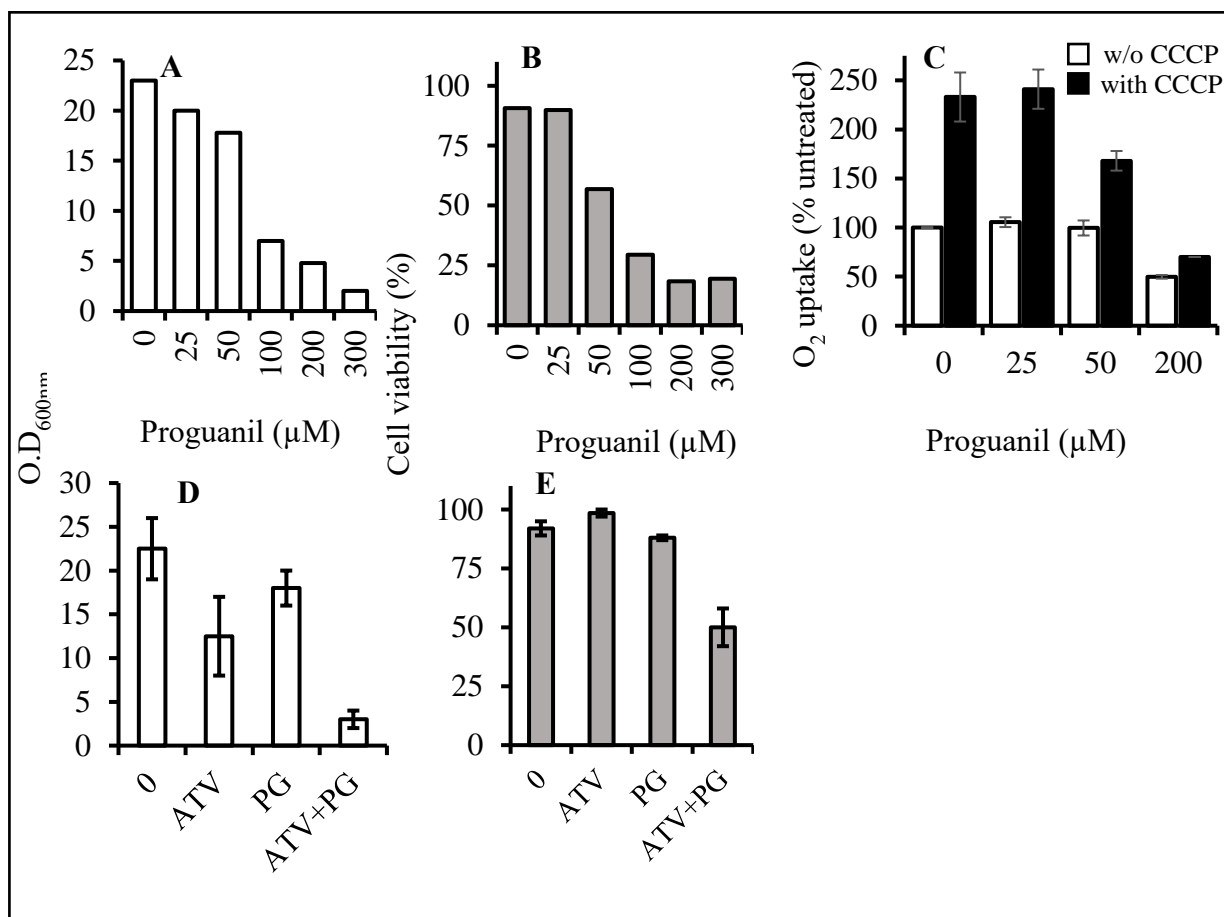 A
25
20
15
10
5
0
0 25 50 100 200 300
Proguanil (µM)
O.D600nm
B
100
75
50
25
0
0 25 50 100 200 300
Proguanil (µM)
Cell viability (%)
C
w/o CCCP
with CCCP
250
200
150
100
50
0
0 25 50 200
Proguanil (µM)
O2 uptake (% untreated)
D
30
25
20
15
10
5
0
0 ATV PG ATV+PG
E
100
75
50
25
0
0 ATV PG ATV+PG